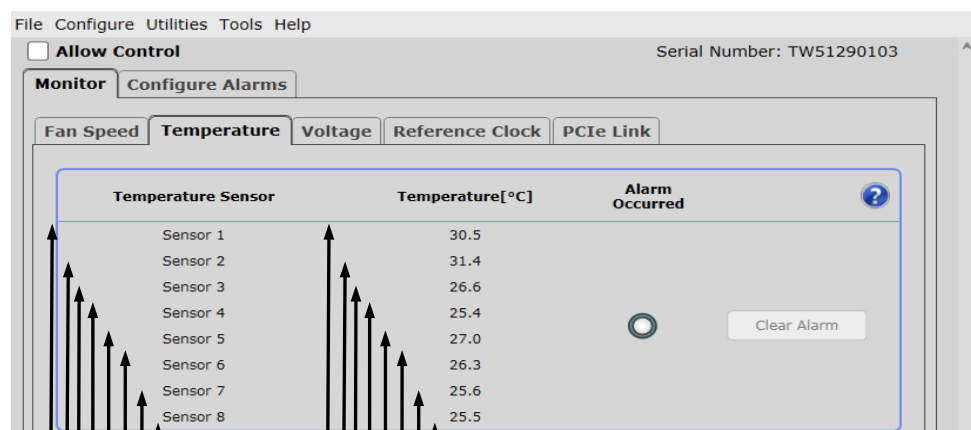 File Configure Utilities Tools Help
Allow Control Serial Number: TW51290103
Monitor Configure Alarms
Fan Speed Temperature Voltage Reference Clock PCIe Link
Temperature Sensor Temperature[°C] Alarm Occurred ?
Sensor 1 30.5
Sensor 2 31.4
Sensor 3 26.6
Sensor 4 25.4
Sensor 5 27.0
Clear Alarm
Sensor 6 26.3
Sensor 7 25.6
Sensor 8 25.5